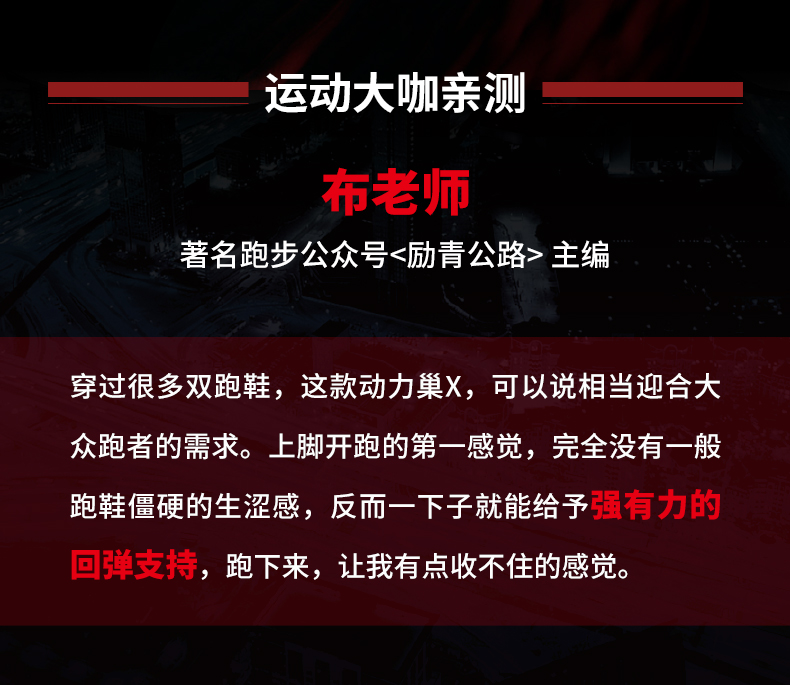 运动大咖亲测
布老师
著名跑步公众号<励青公路> 主编
穿过很多双跑鞋，这款动力巢X，可以说相当迎合大
众跑者的需求。上脚开跑的第一感觉，完全没有一般
跑鞋僵硬的生涩感，反而一下子就能给予强有力的
回弹支持，跑下来，让我有点收不住的感觉。